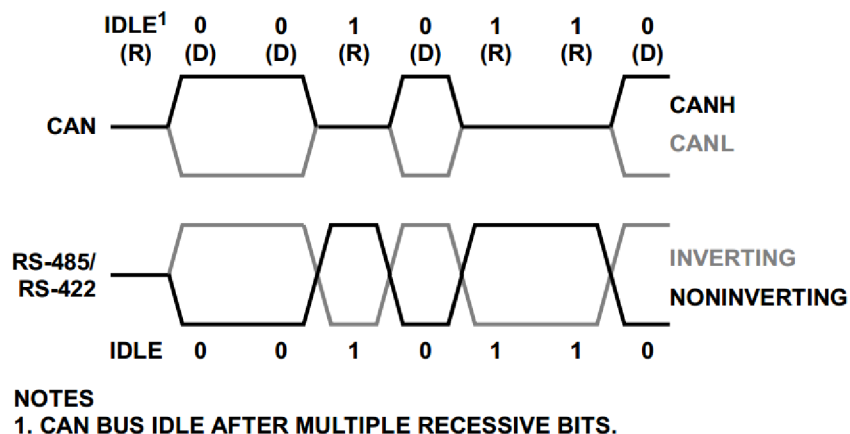 IDLE¹ 0 0 1 0 1 1 0
(R) (D) (D) (R) (D) (R) (R) (D)
CANH
CAN
CANL
RS-485/
RS-422
INVERTING
NONINVERTING
IDLE 0 0 1 0 1 1 0
NOTES
1. CAN BUS IDLE AFTER MULTIPLE RECESSIVE BITS.